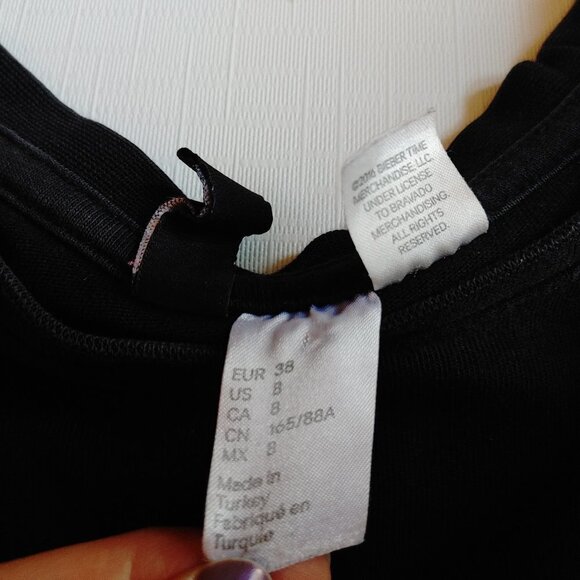 ©2016 BIEBER TIME
MERCHANDISE, LLC.
UNDER LICENSE
TO BRAVADO
MERCHANDISING.
ALL RIGHTS
RESERVED.
EUR 38
US 8
CA 8
CN 165/88A
MX 8
Made in
Turkey
Fabriqué en
Turquie